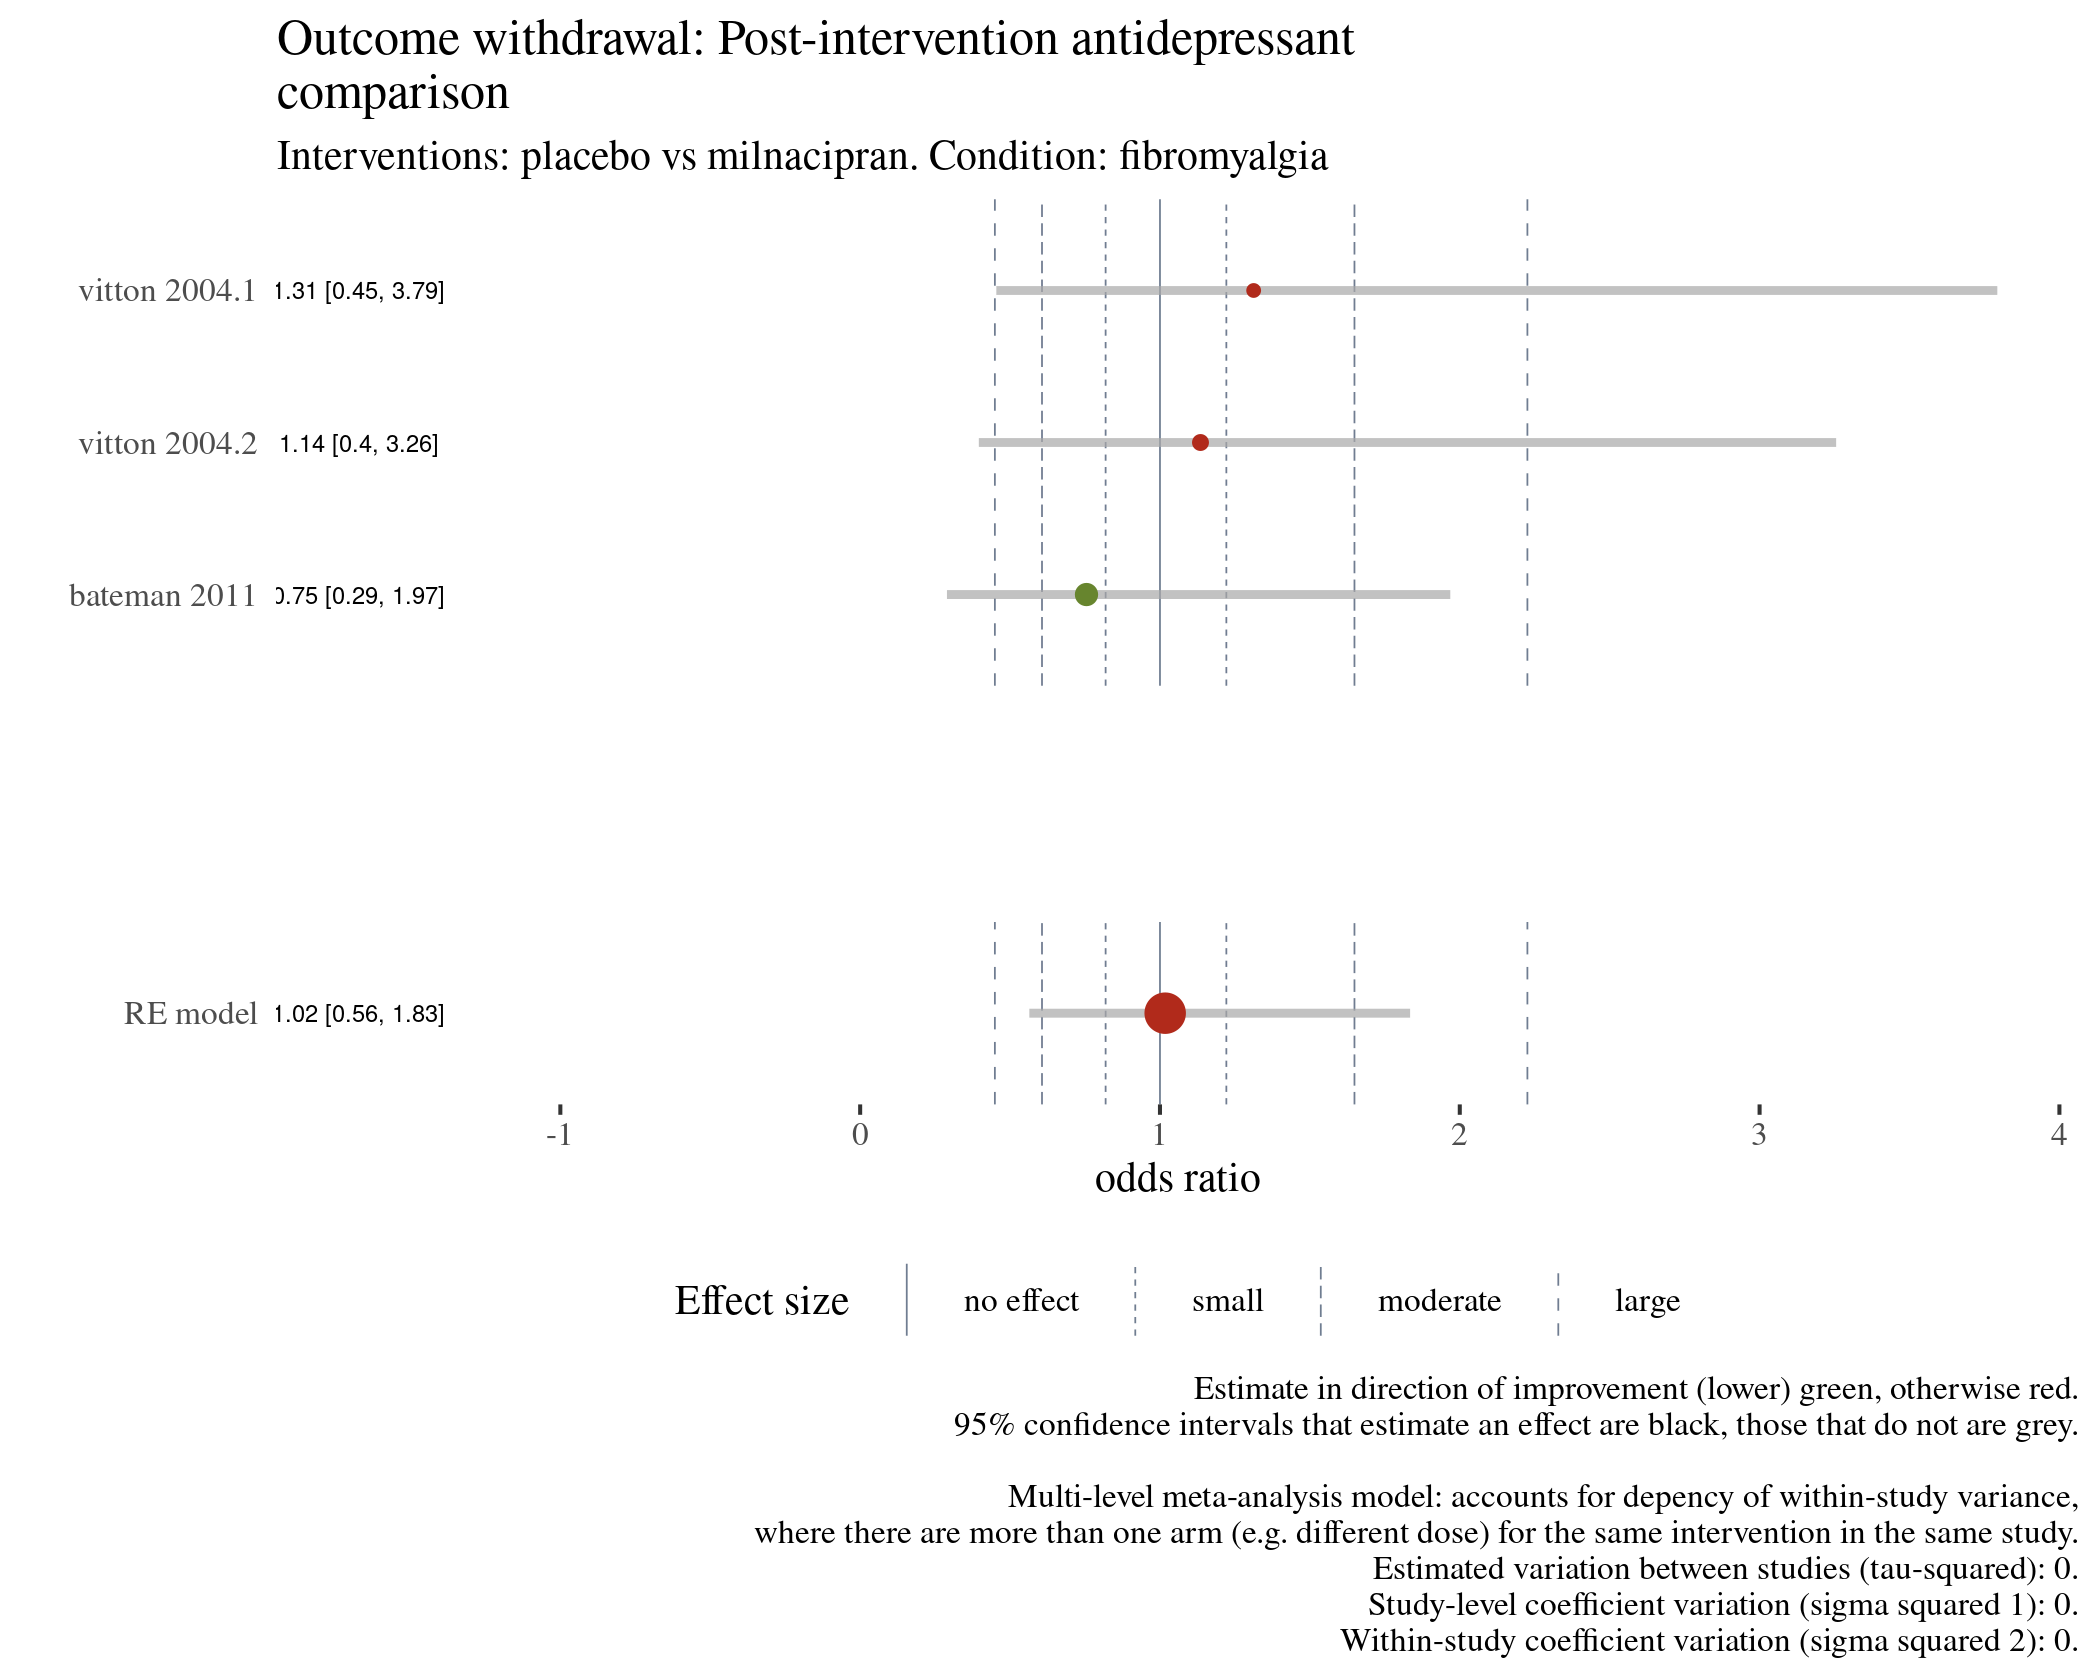 Outcome withdrawal: Post-intervention antidepressant
comparison
Interventions: placebo vs milnacipran. Condition: fibromyalgia
vitton 2004.1 1.31 [0.45, 3.79]
vitton 2004.2 1.14 [0.4, 3.26]
bateman 2011 0.75 [0.29, 1.97]
RE model 1.02 [0.56, 1.83]
-1 0 1 2 3 4
odds ratio
Effect size no effect small moderate large
Estimate in direction of improvement (lower) green, otherwise red.
95% confidence intervals that estimate an effect are black, those that do not are grey.
Multi-level meta-analysis model: accounts for depency of within-study variance,
where there are more than one arm (e.g. different dose) for the same intervention in the same study.
Estimated variation between studies (tau-squared): 0.
Study-level coefficient variation (sigma squared 1): 0.
Within-study coefficient variation (sigma squared 2): 0.